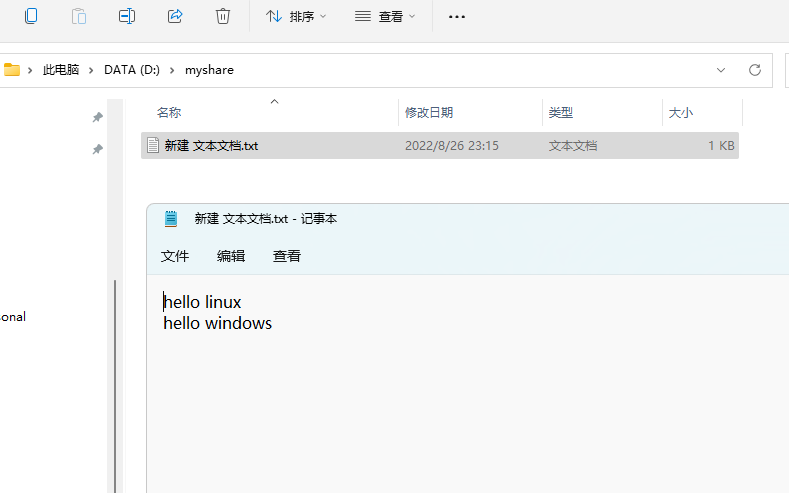 排序 查看
此电脑 DATA (D:) myshare
名称 修改日期 类型 大小
新建 文本文档.txt 2022/8/26 23:15 文本文档 1 KB
新建 文本文档.txt - 记事本
文件 编辑 查看
hello linux
hello windows
onal